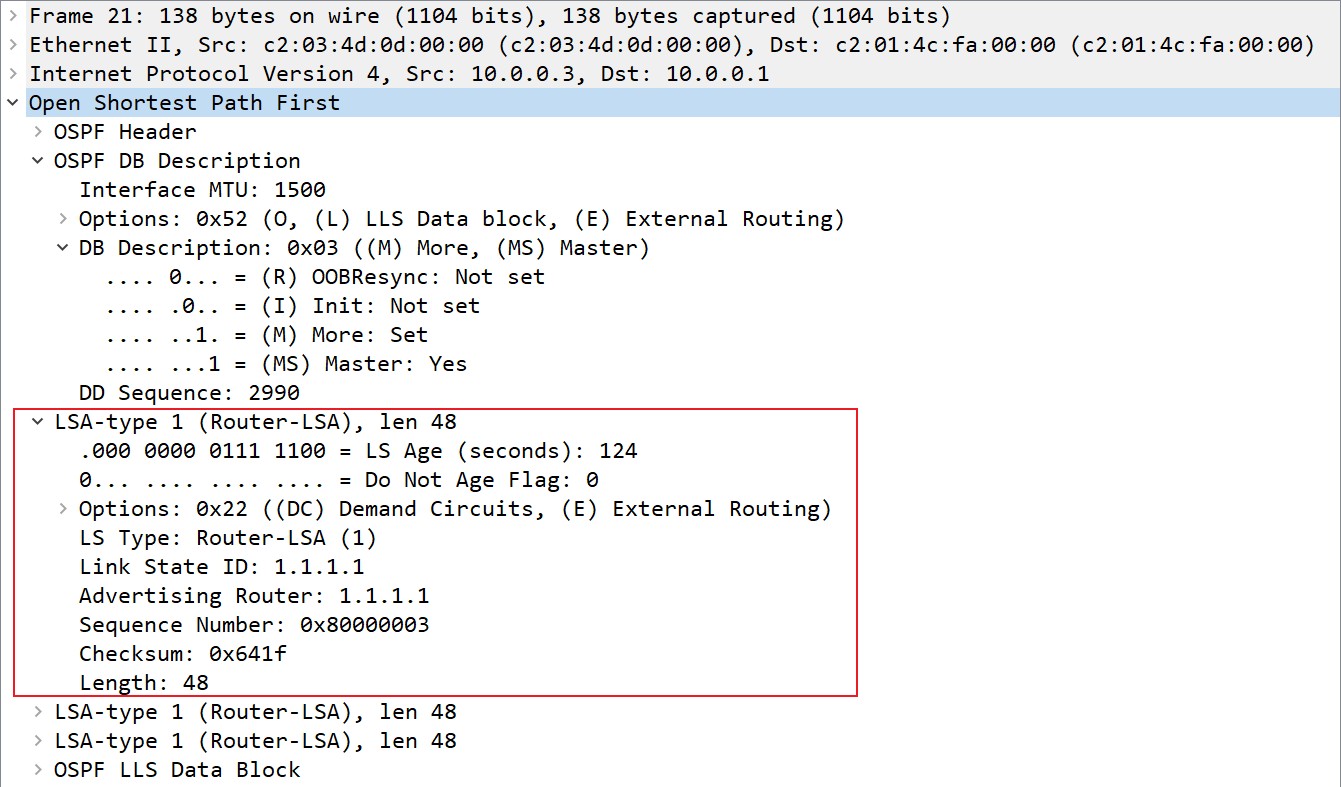 Frame 21: 138 bytes on wire (1104 bits), 138 bytes captured (1104 bits)
Ethernet II, Src: c2:03:4d:0d:00:00 (c2:03:4d:0d:00:00), Dst: c2:01:4c:fa:00:00 (c2:01:4c:fa:00:00)
Internet Protocol Version 4, Src: 10.0.0.3, Dst: 10.0.0.1
Open Shortest Path First
OSPF Header
OSPF DB Description
Interface MTU: 1500
Options: 0x52 (O, (L) LLS Data block, (E) External Routing)
DB Description: 0x03 ((M) More, (MS) Master)
.... 0... = (R) OOBResync: Not set
.... .0.. = (I) Init: Not set
.... ..1. = (M) More: Set
.... ...1 = (MS) Master: Yes
DD Sequence: 2990
LSA-type 1 (Router-LSA), len 48
.000 0000 0111 1100 = LS Age (seconds): 124
0... .... .... .... = Do Not Age Flag: 0
Options: 0x22 ((DC) Demand Circuits, (E) External Routing)
LS Type: Router-LSA (1)
Link State ID: 1.1.1.1
Advertising Router: 1.1.1.1
Sequence Number: 0x80000003
Checksum: 0x641f
Length: 48
LSA-type 1 (Router-LSA), len 48
LSA-type 1 (Router-LSA), len 48
OSPF LLS Data Block